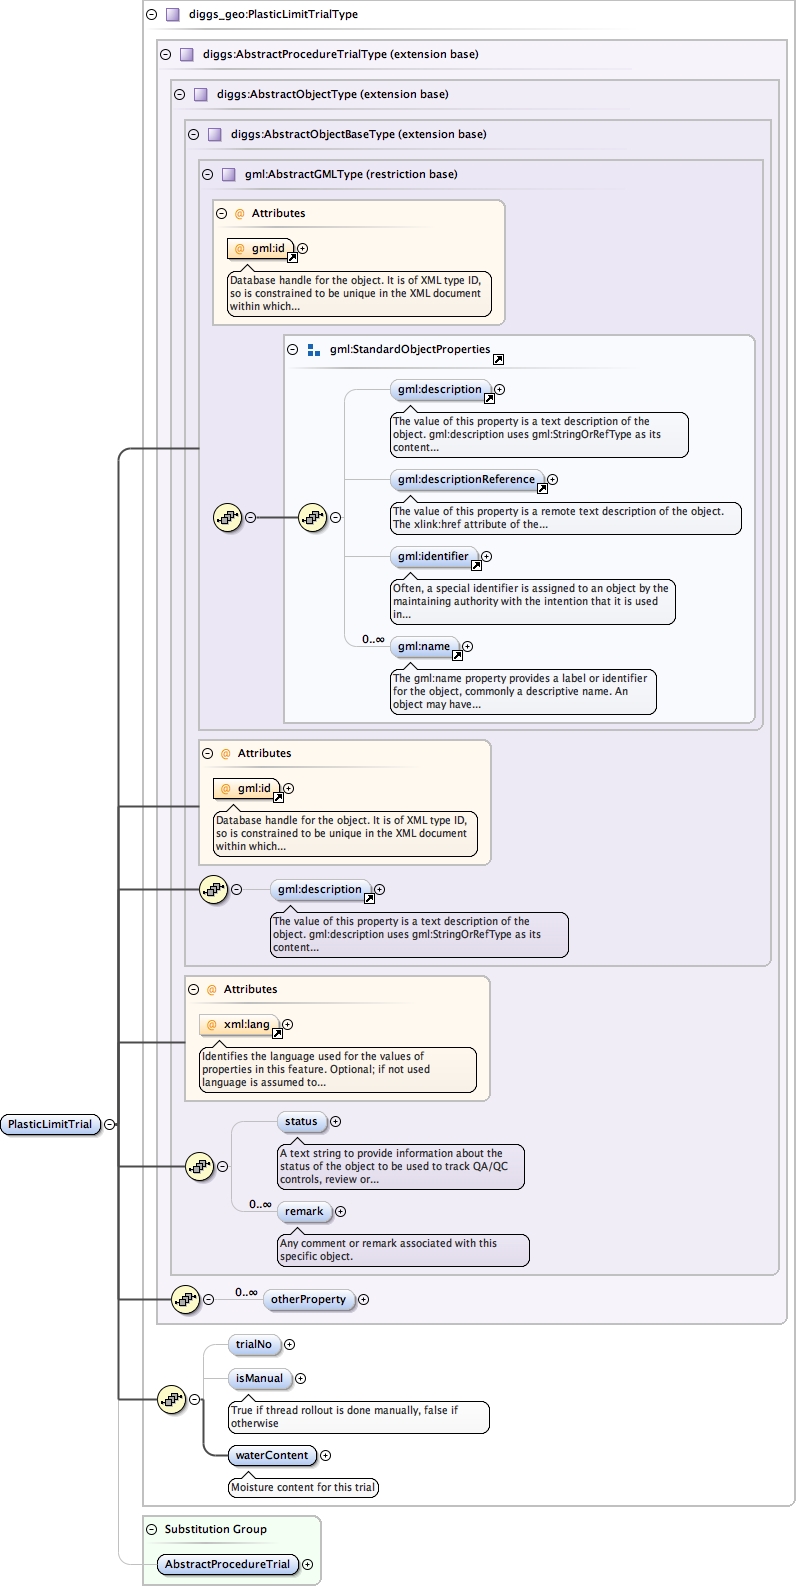 diggs_geo:PlasticLimitTrialType
diggs:AbstractProcedureTrialType (extension base)
diggs:AbstractObjectType (extension base)
diggs:AbstractObjectBaseType (extension base)
gml:AbstractGMLType (restriction base)
@ Attributes
@ gml:id
Database handle for the object. It is of XML type ID,
so is constrained to be unique in the XML document
within which...
gml:StandardObjectProperties
gml:description
The value of this property is a text description of the
object. gml:description uses gml:StringOrRefType as its
content...
gml:descriptionReference
The value of this property is a remote text description of the object.
The xlink:href attribute of the...
gml:identifier
Often, a special identifier is assigned to an object by the
maintaining authority with the intention that it is used
in...
0..∞
gml:name
The gml:name property provides a label or identifier
for the object, commonly a descriptive name. An
object may have...
@ Attributes
@ gml:id
Database handle for the object. It is of XML type ID,
so is constrained to be unique in the XML document
within which...
gml:description
The value of this property is a text description of the
object. gml:description uses gml:StringOrRefType as its
content...
@ Attributes
@ xml:lang
Identifies the language used for the values of
properties in this feature. Optional; if not used
language is assumed to...
PlasticLimitTrial
status
A text string to provide information about the
status of the object to be used to track QA/QC
controls, review or...
0..∞
remark
Any comment or remark associated with this
specific object.
0..∞
otherProperty
trialNo
isManual
True if thread rollout is done manually, false if
otherwise
waterContent
Moisture content for this trial
Substitution Group
AbstractProcedureTrial